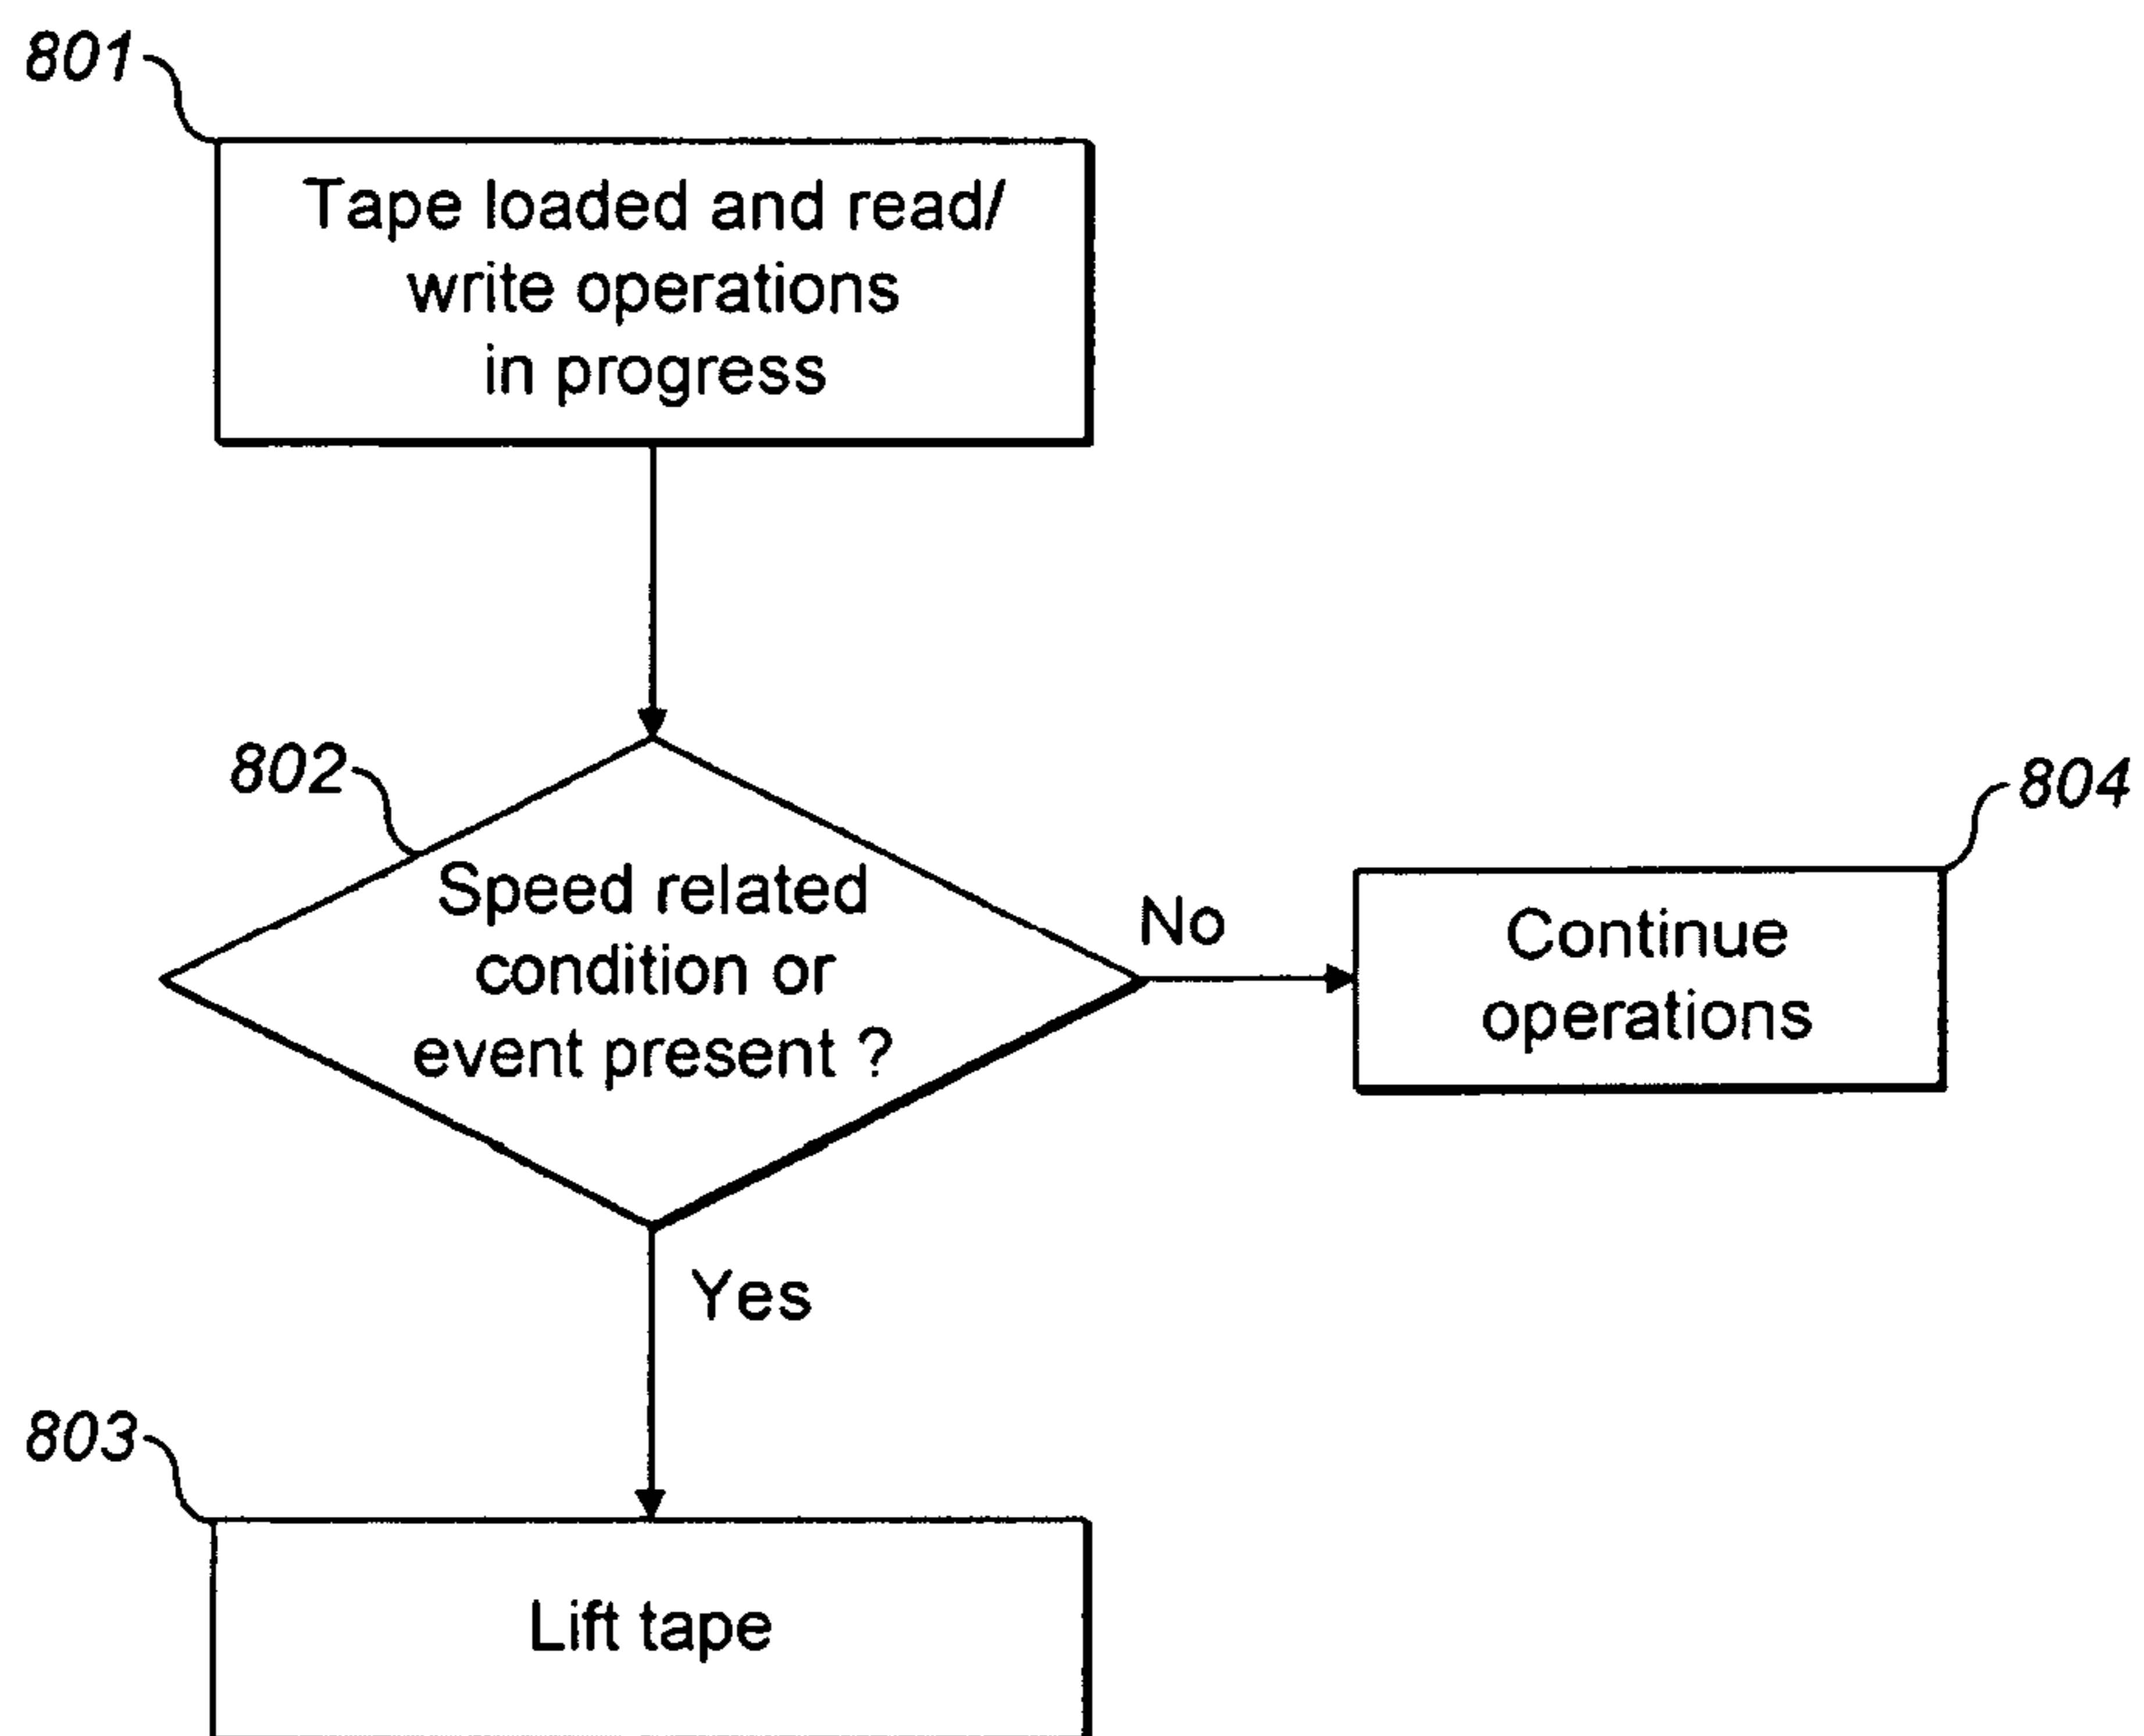 801
Tape loaded and read/
write operations
in progress
802
Speed related
condition or
event present ?
No
804
Continue
operations
Yes
803
Lift tape